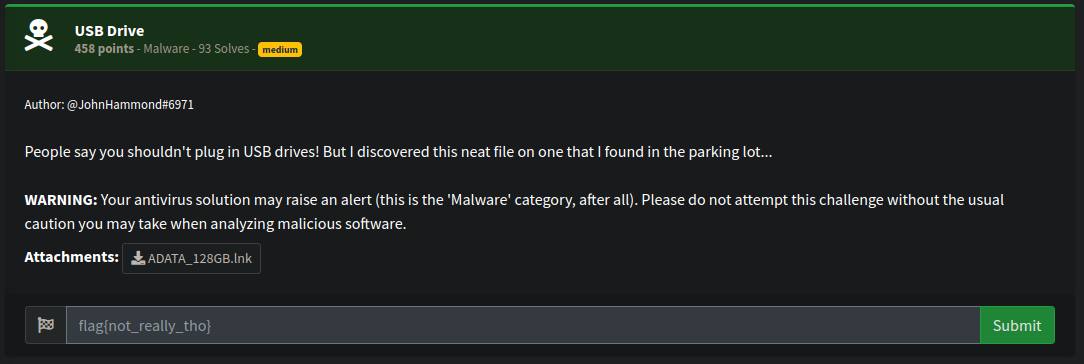 USB Drive
458 points - Malware - 93 Solves - medium
Author: @JohnHammond#6971
People say you shouldn't plug in USB drives! But I discovered this neat file on one that I found in the parking lot...
WARNING: Your antivirus solution may raise an alert (this is the 'Malware' category, after all). Please do not attempt this challenge without the usual
caution you may take when analyzing malicious software.
Attachments: ADATA_128GB.lnk
flag{not_really_tho} Submit